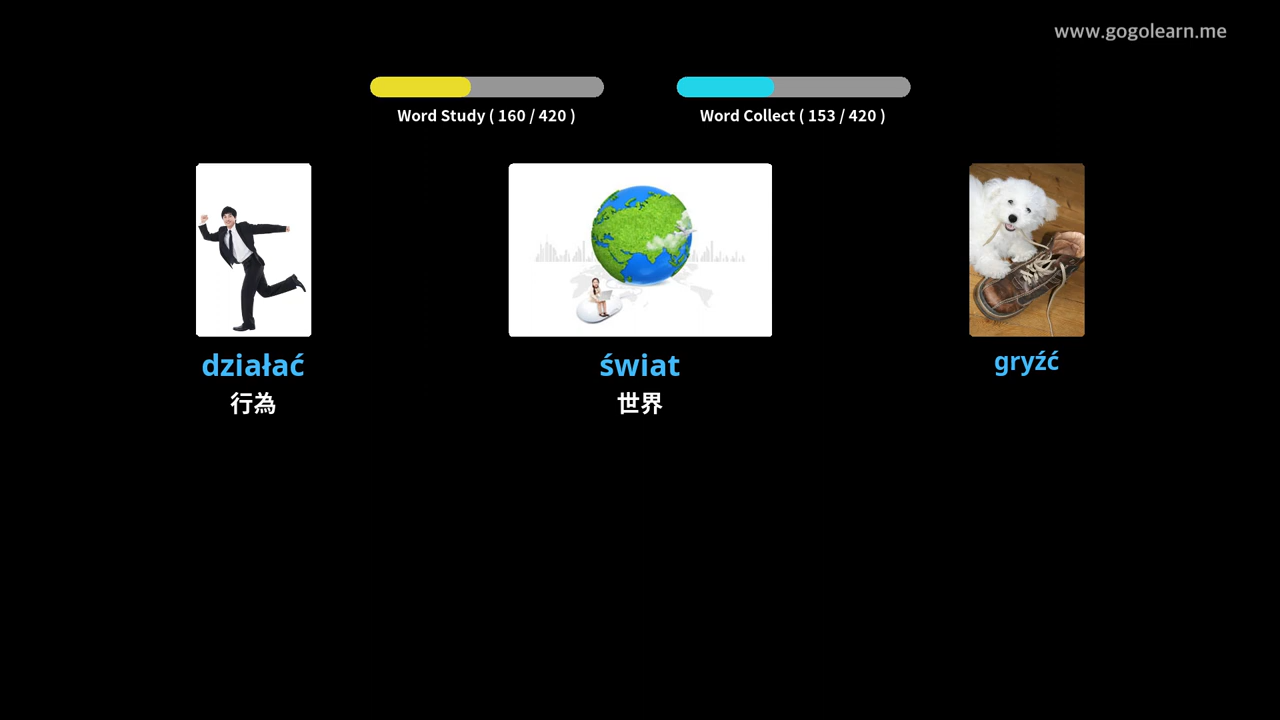 www.gogolearn.me
Word Study ( 160 / 420 )
Word Collect ( 153 / 420 )
działać
行為
świat
世界
gryźć